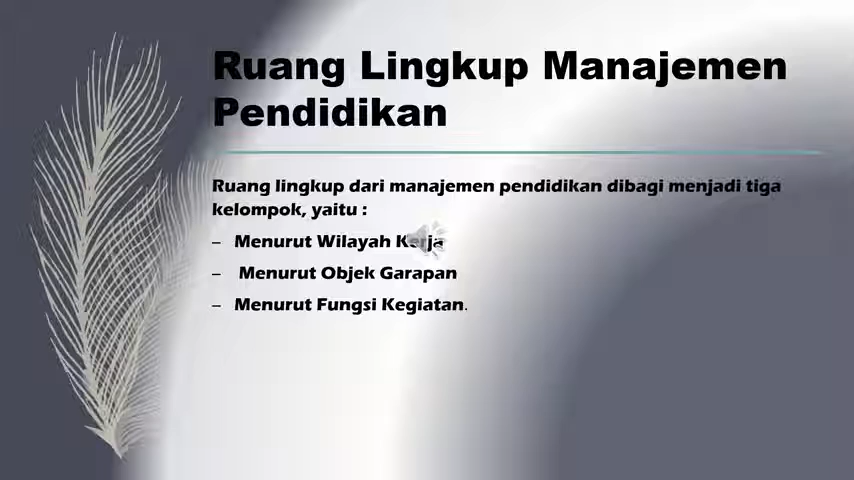 Ruang Lingkup Manajemen
Pendidikan
Ruang lingkup dari manajemen pendidikan dibagi menjadi tiga
kelompok, yaitu :
– Menurut Wilayah Kerja
– Menurut Objek Garapan
– Menurut Fungsi Kegiatan.